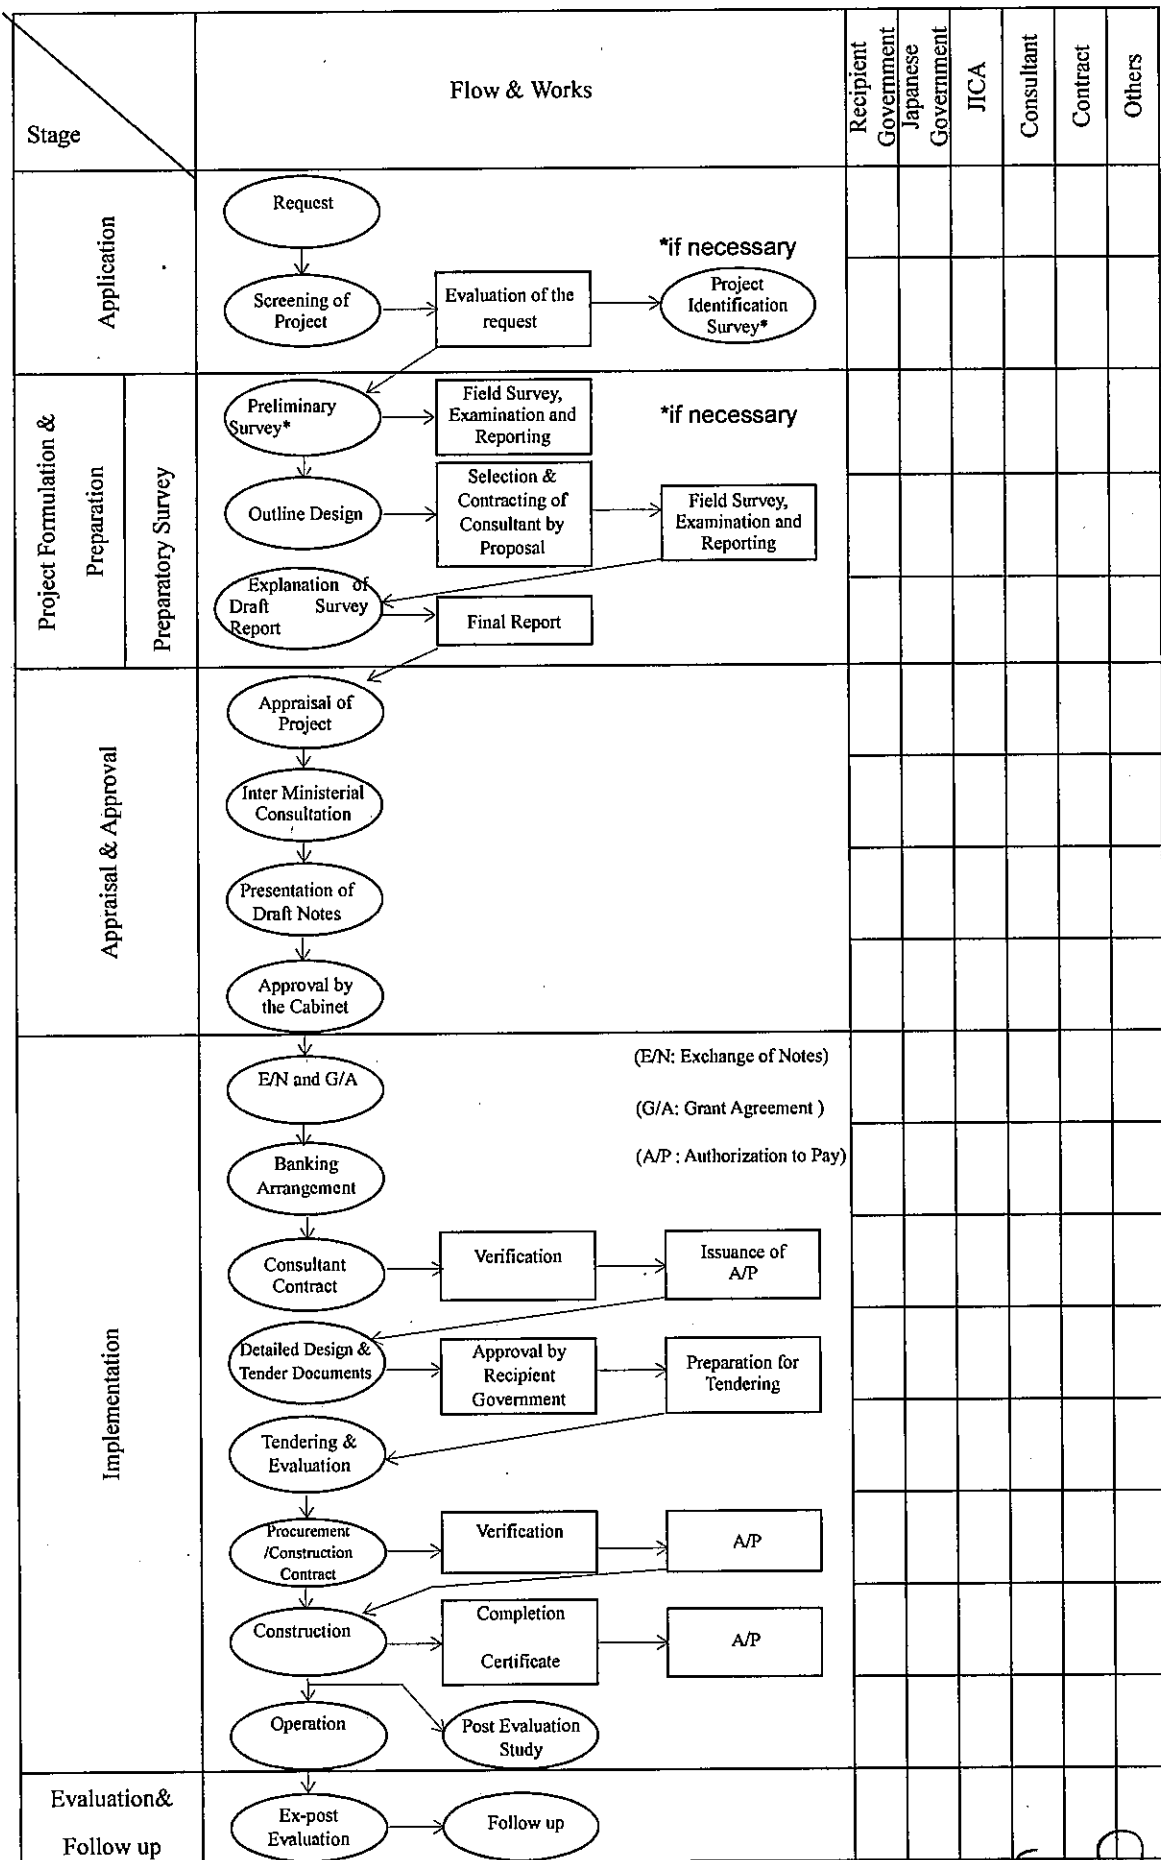 Stage
Flow & Works
Recipient
Government
Japanese
Government
JICA
Consultant
Contract
Others
Application
Request
*if necessary
Screening of
Project
Evaluation of the
request
Project
Identification
Survey*
Project Formulation &
Preparation
Preparatory Survey
Preliminary
Survey*
Field Survey,
Examination and
Reporting
*if necessary
Outline Design
Selection &
Contracting of
Consultant by
Proposal
Field Survey,
Examination and
Reporting
Explanation of
Draft Survey
Report
Final Report
Appraisal & Approval
Appraisal of
Project
Inter Ministerial
Consultation
Presentation of
Draft Notes
Approval by
the Cabinet
Implementation
E/N and G/A
(E/N: Exchange of Notes)
(G/A: Grant Agreement )
(A/P : Authorization to Pay)
Banking
Arrangement
Consultant
Contract
Verification
Issuance of
A/P
Detailed Design &
Tender Documents
Approval by
Recipient
Government
Preparation for
Tendering
Tendering &
Evaluation
Procurement
/Construction
Contract
Verification
A/P
Construction
Completion
Certificate
A/P
Operation
Post Evaluation
Study
Evaluation&
Follow up
Ex-post
Evaluation
Follow up